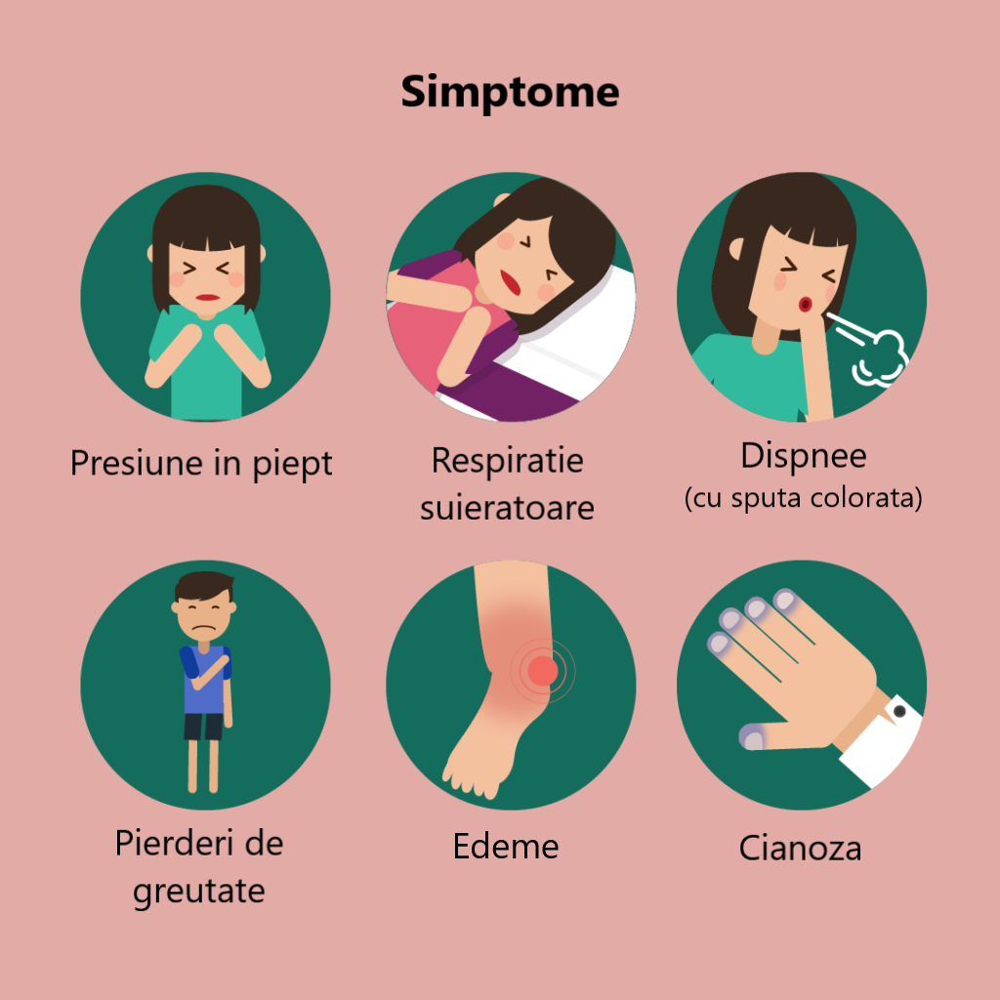 Simptome
Presiune in piept
Respiratie
suieratoare
Dispnee
(cu sputa colorata)
Pierderi de
greutate
Edeme
Cianoza